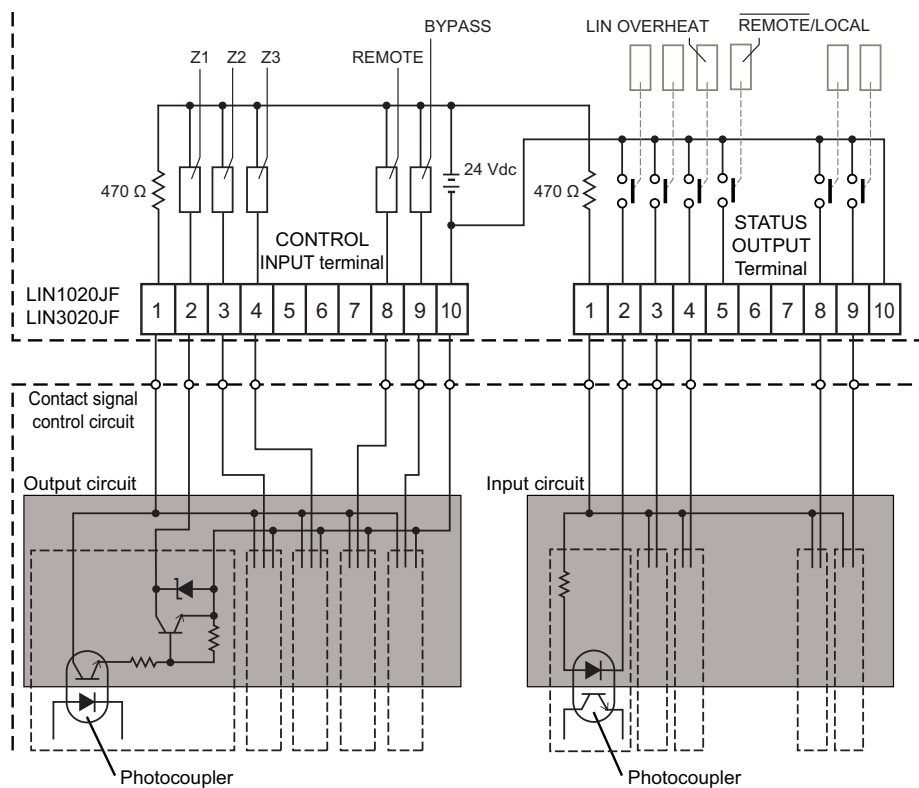 BYPASS
LIN OVERHEAT
REMOTE/LOCAL
Z1 Z2 Z3
REMOTE
24 Vdc
470 Ω
470 Ω
CONTROL
INPUT terminal
STATUS
OUTPUT
Terminal
LIN1020JF
LIN3020JF
1 2 3 4 5 6 7 8 9 10
1 2 3 4 5 6 7 8 9 10
Contact signal
control circuit
Output circuit
Input circuit
Photocoupler
Photocoupler